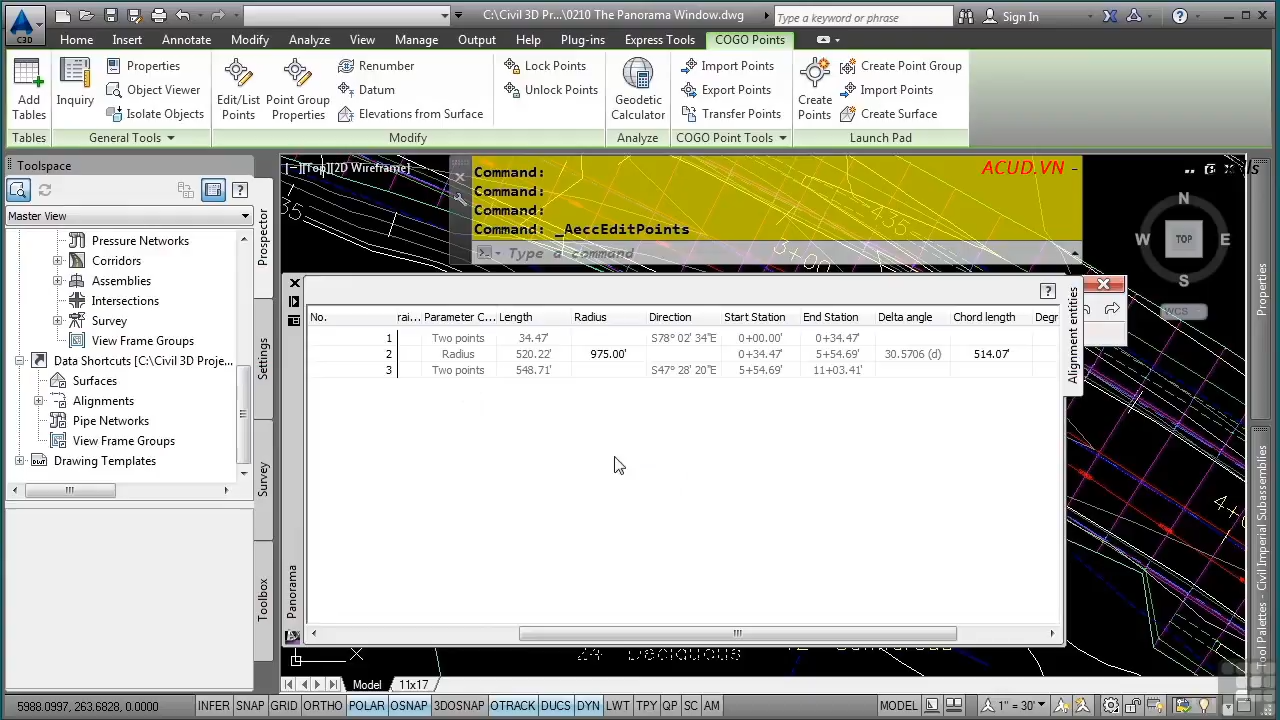 C3D
C:\Civil 3D Pr...\0210 The Panorama Window.dwg
Type a keyword or phrase
Sign In
Home Insert Annotate Modify Analyze View Manage Output Help Plug-ins Express Tools COGO Points
Add Tables
Inquiry
Properties
Object Viewer
Isolate Objects
Edit/List Points
Point Group Properties
Renumber
Datum
Elevations from Surface
Lock Points
Unlock Points
Geodetic Calculator
Import Points
Export Points
Transfer Points
Create Points
Create Point Group
Import Points
Create Surface
Tables General Tools Modify Analyze COGO Point Tools Launch Pad
Toolspace
Master View
Pressure Networks
Corridors
Assemblies
Intersections
Survey
View Frame Groups
Data Shortcuts [C:\Civil 3D Proje...
Surfaces
Alignments
Pipe Networks
View Frame Groups
Drawing Templates
Prospector
Settings
Survey
Toolbox
[−][Top][2D Wireframe]
Command:
Command:
Command:
Command: _AeccEditPoints
Type a command
ACUD.VN -
N
W TOP E
S
WCS
435
3+00
35
4+
No. rai... Parameter C... Length Radius Direction Start Station End Station Delta angle Chord length Degr
1 Two points 34.47' S78° 02' 34"E 0+00.00' 0+34.47'
2 Radius 520.22' 975.00' 0+34.47' 5+54.69' 30.5706 (d) 514.07'
3 Two points 548.71' S47° 28' 20"E 5+54.69' 11+03.41'
Alignment entities
Panorama
Properties
Tool Palettes - Civil Imperial Subassemblies
24" Deciduous
Model 11x17
5988.0997, 263.6828, 0.0000 INFER SNAP GRID ORTHO POLAR OSNAP 3DOSNAP OTRACK DUCS DYN LWT TPY QP SC AM MODEL 1" = 30'